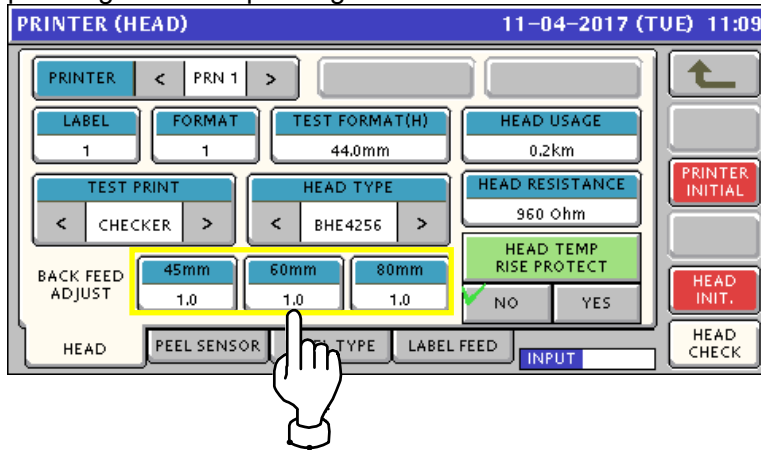 PRINTER (HEAD) 11-04-2017 (TUE) 11:09
PRINTER < PRN 1 >
LABEL FORMAT TEST FORMAT(H) HEAD USAGE
1 1 44.0mm 0.2km
PRINTER INITIAL
TEST PRINT HEAD TYPE HEAD RESISTANCE
< CHECKER > < BHE4256 > 960 Ohm
HEAD TEMP
RISE PROTECT
BACK FEED ADJUST 45mm 60mm 80mm
1.0 1.0 1.0 NO YES
HEAD INIT.
HEAD PEEL SENSOR TYPE LABEL FEED INPUT
HEAD CHECK